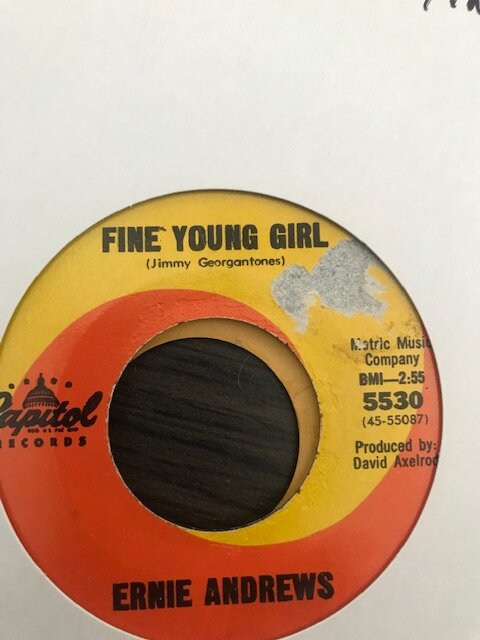 FINE YOUNG GIRL
(Jimmy Georgantones)
Metric Music
Company
BMI—2:55
5530
(45-55087)
Produced by:
David Axelrod
Capitol
RECORDS
ERNIE ANDREWS